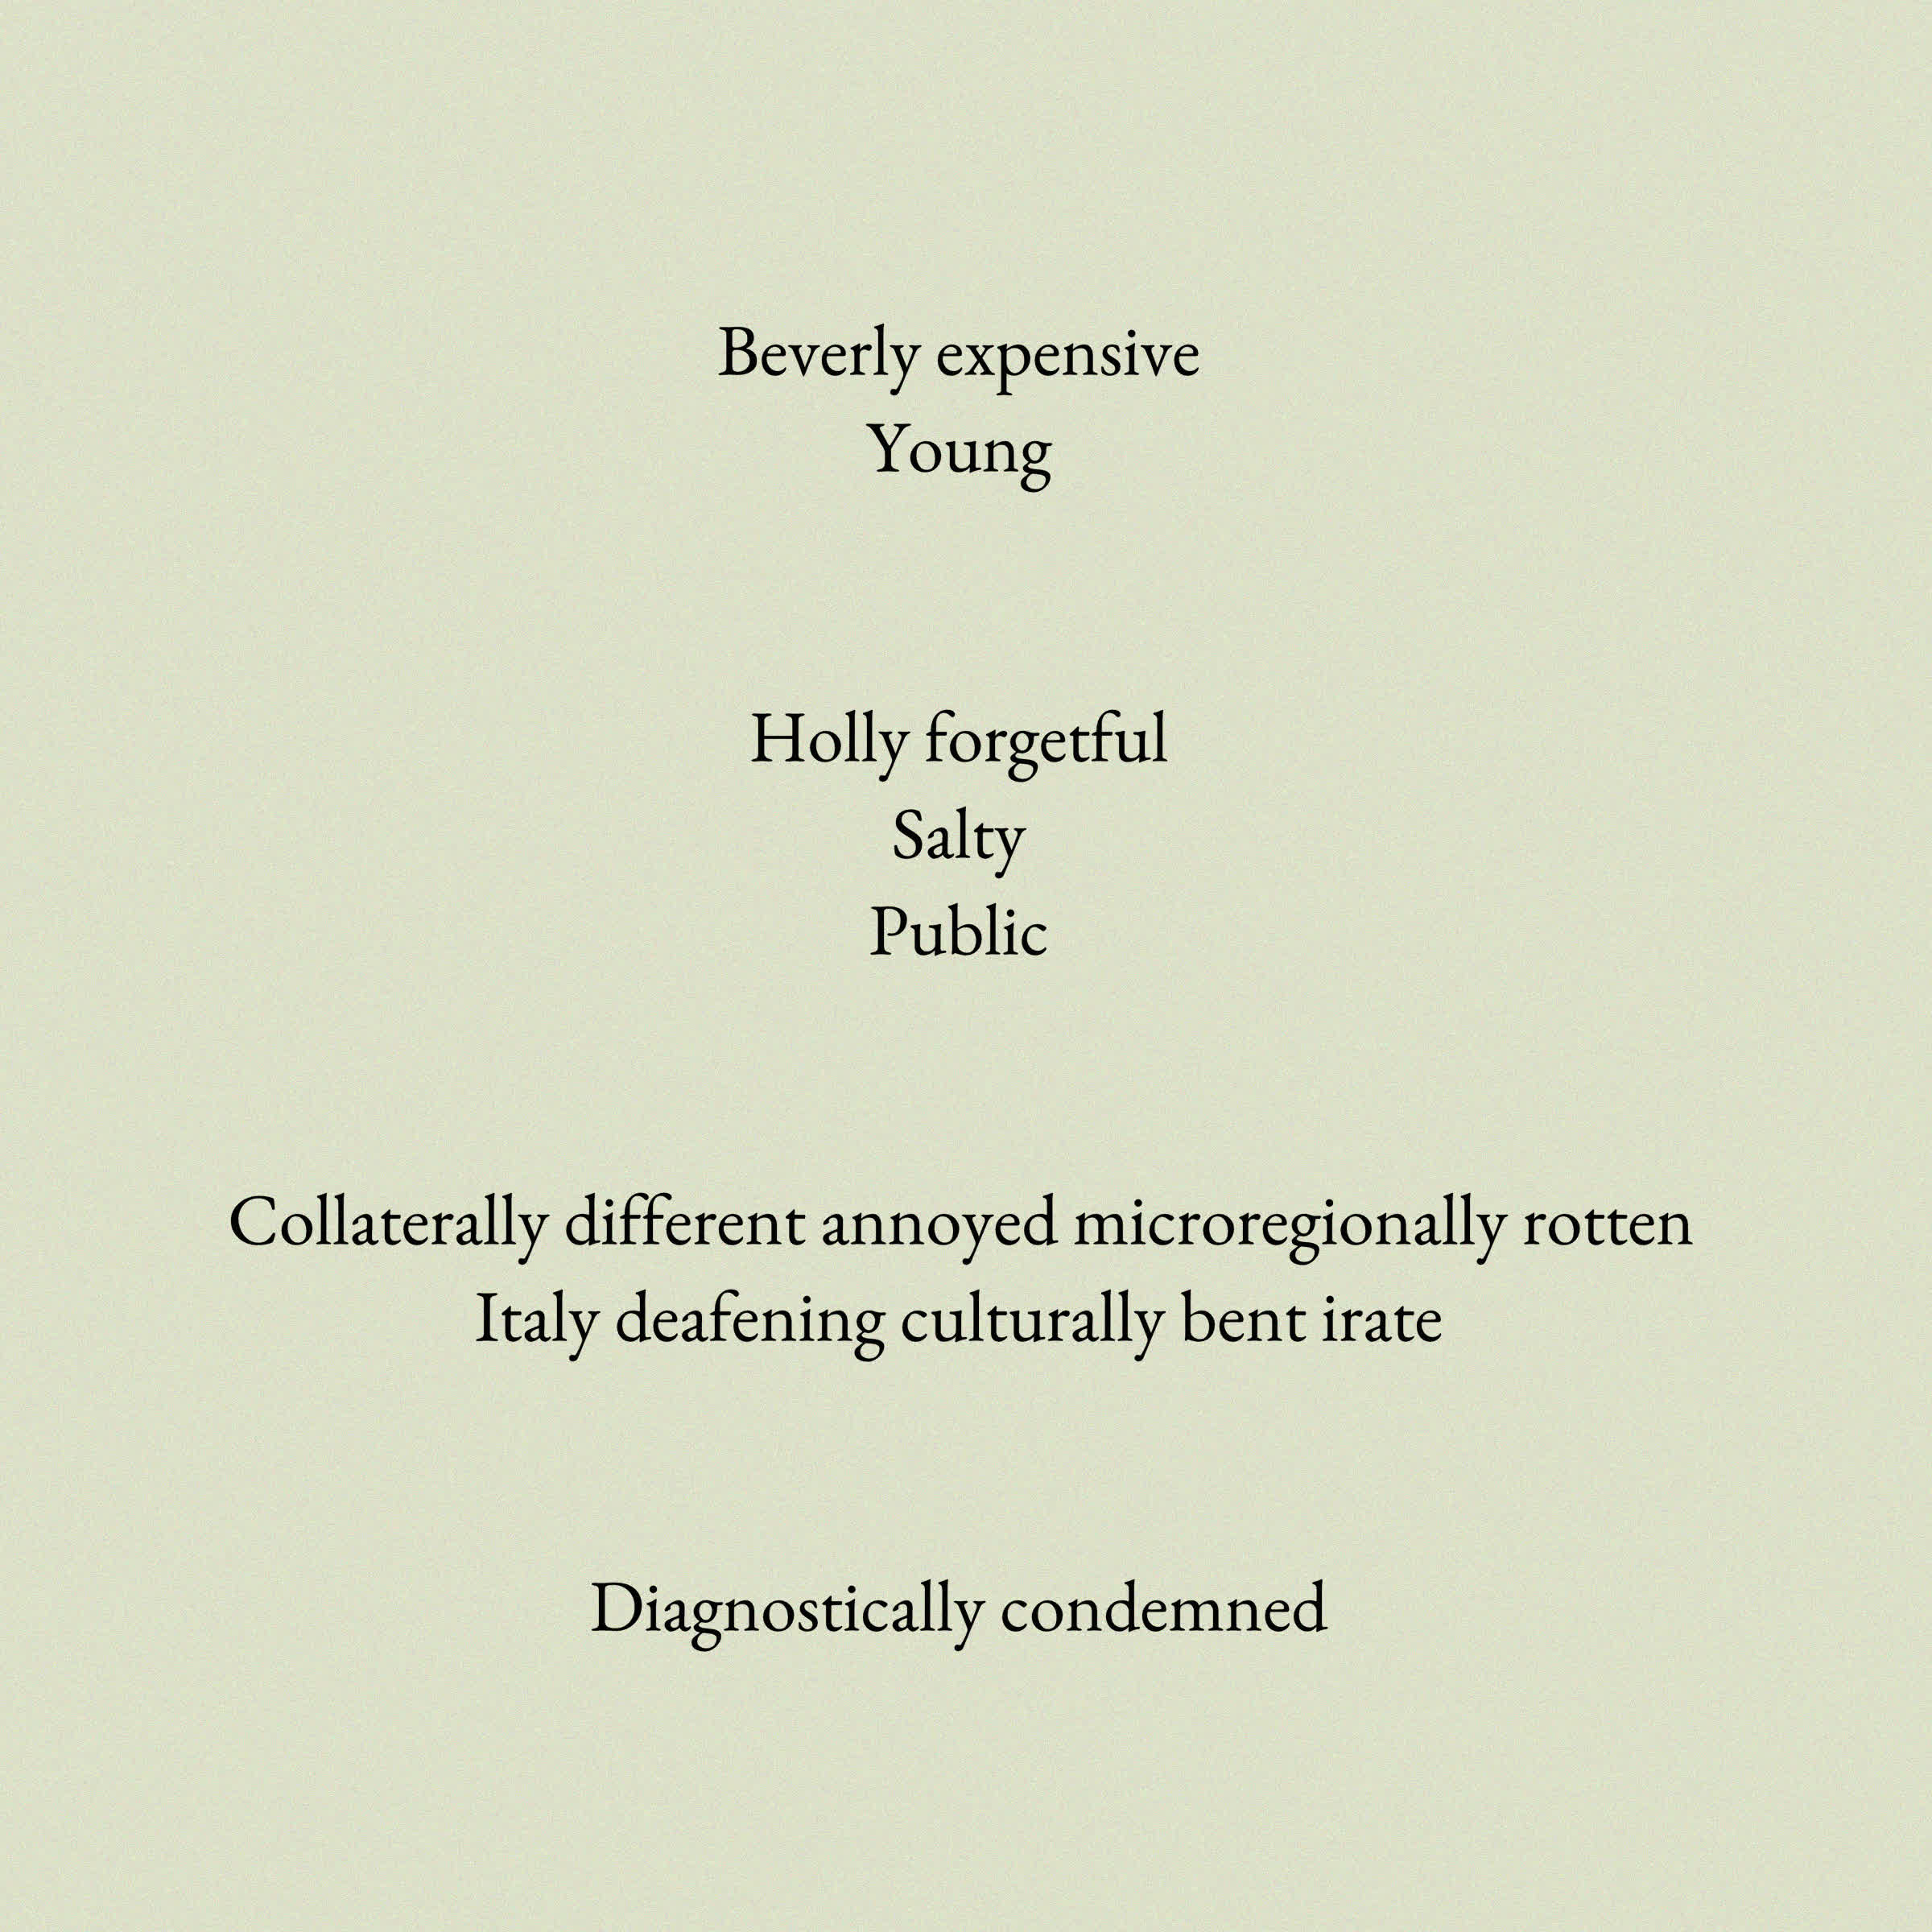 Beverly expensive
Young
Holly forgetful
Salty
Public
Collaterally different annoyed microregionally rotten
Italy deafening culturally bent irate
Diagnostically condemned